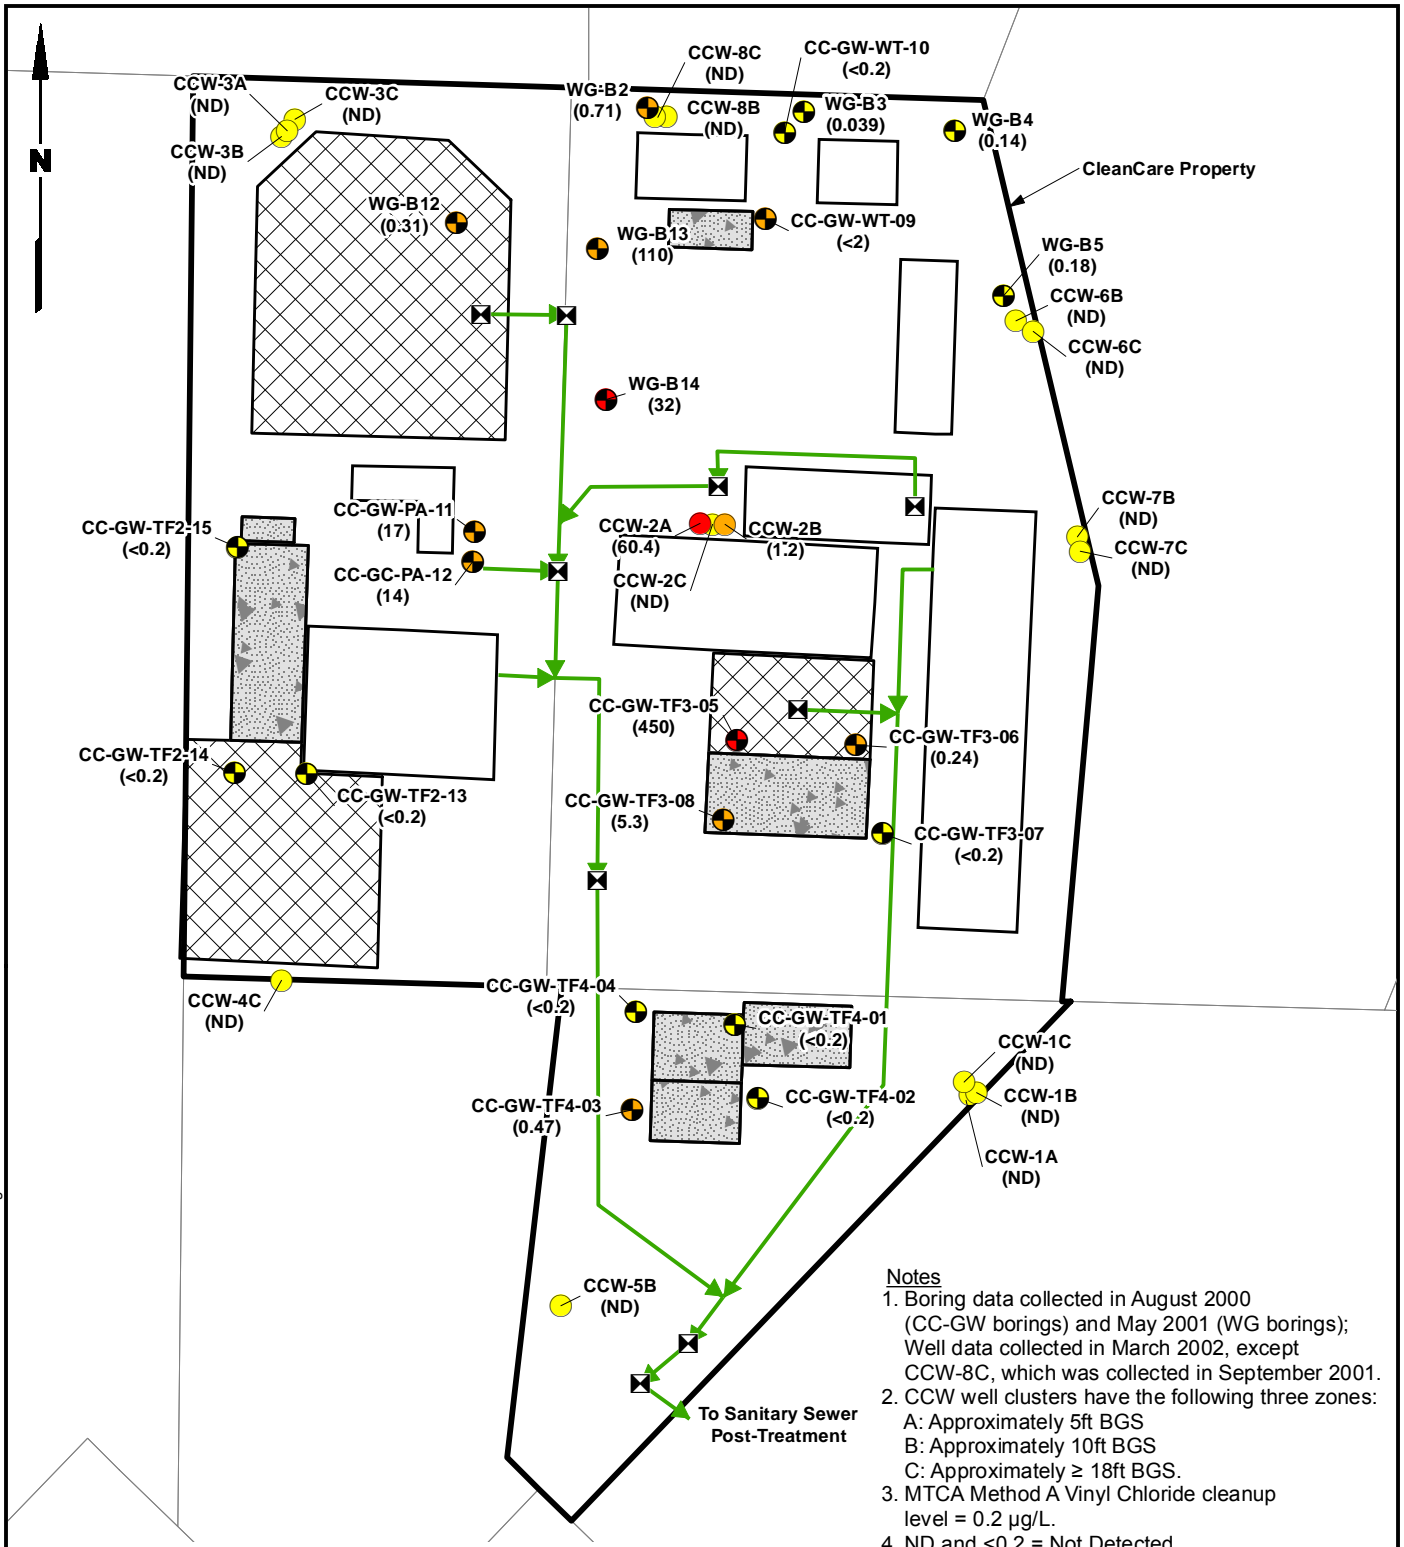 CCW-8C
(ND)
CC-GW-WT-10
(<0.2)
CCW-3A
(ND)
CCW-3C
(ND)
WG-B2
(0.71)
CCW-8B
(ND)
WG-B3
(0.039)
WG-B4
(0.14)
CCW-3B
(ND)
N
CleanCare Property
WG-B12
(0.31)
WG-B13
(110)
CC-GW-WT-09
(<2)
WG-B5
(0.18)
CCW-6B
(ND)
CCW-6C
(ND)
WG-B14
(32)
CC-GW-PA-11
(17)
CC-GW-TF2-15
(<0.2)
CCW-2A
(60.4)
CCW-2B
(1.2)
CCW-7B
(ND)
CCW-7C
(ND)
CC-GC-PA-12
(14)
CCW-2C
(ND)
CC-GW-TF3-05
(450)
CC-GW-TF3-06
(0.24)
CC-GW-TF2-14
(<0.2)
CC-GW-TF2-13
(<0.2)
CC-GW-TF3-08
(5.3)
CC-GW-TF3-07
(<0.2)
CC-GW-TF4-04
(<0.2)
CCW-4C
(ND)
CC-GW-TF4-01
(<0.2)
CCW-1C
(ND)
CC-GW-TF4-03
(0.47)
CC-GW-TF4-02
(<0.2)
CCW-1B
(ND)
CCW-1A
(ND)
CCW-5B
(ND)
To Sanitary Sewer
Post-Treatment
Notes
1. Boring data collected in August 2000
(CC-GW borings) and May 2001 (WG borings);
Well data collected in March 2002, except
CCW-8C, which was collected in September 2001.
2. CCW well clusters have the following three zones:
A: Approximately 5ft BGS
B: Approximately 10ft BGS
C: Approximately ≥ 18ft BGS.
3. MTCA Method A Vinyl Chloride cleanup
level = 0.2 µg/L.
4. ND and <0.2 = Not Detected